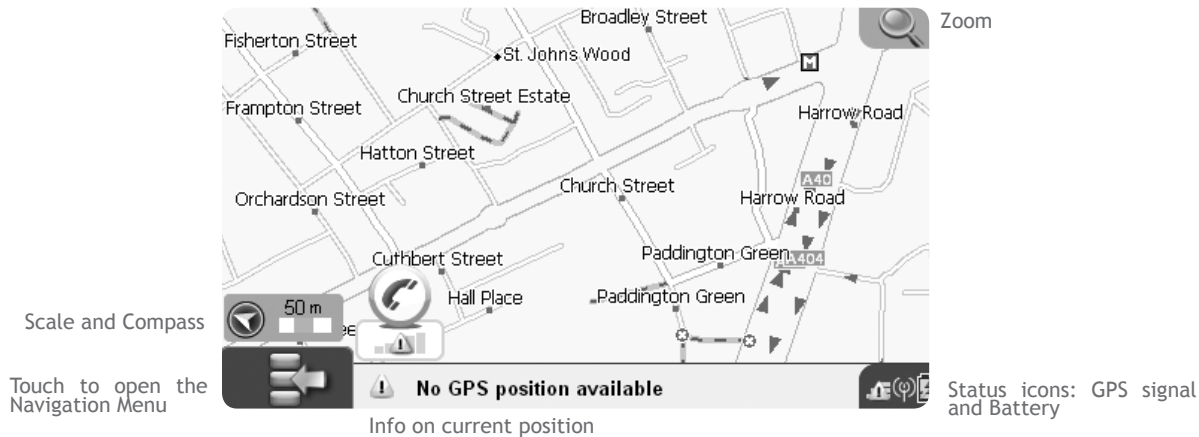 Broadley Street
Zoom
Fisherton Street
St. Johns Wood
M
Church Street Estate
Frampton Street
Harrow Road
Hatton Street
A40
Church Street
Orchardson Street
Harrow Road
Paddington Green
A404
Cuthbert Street
Hall Place
Paddington Green
50 m
Scale and Compass
Touch to open the
Navigation Menu
No GPS position available
Status icons: GPS signal
and Battery
Info on current position